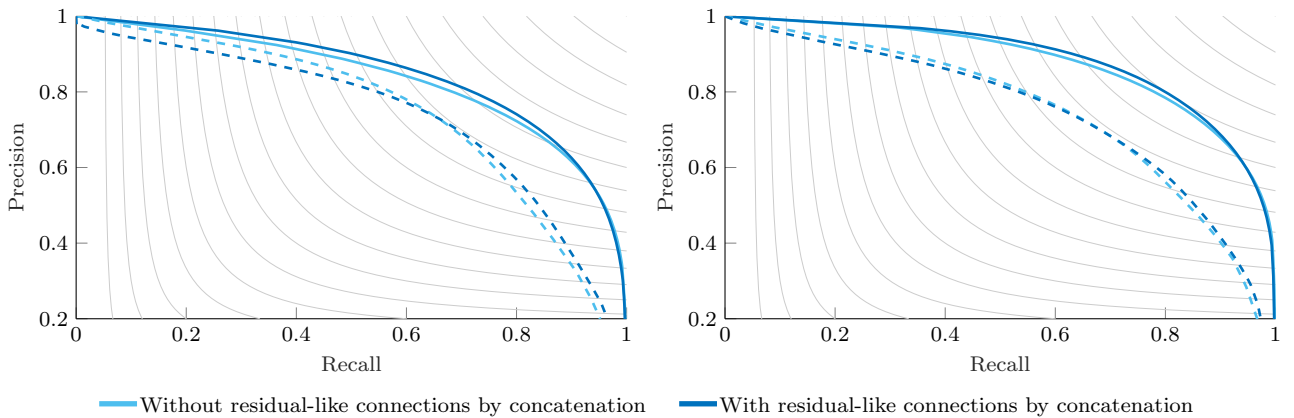 1
0.8
0.6
0.4
0.2
Precision
0 0.2 0.4 0.6 0.8 1
Recall
1
0.8
0.6
0.4
0.2
Precision
0 0.2 0.4 0.6 0.8 1
Recall
Without residual-like connections by concatenation
With residual-like connections by concatenation